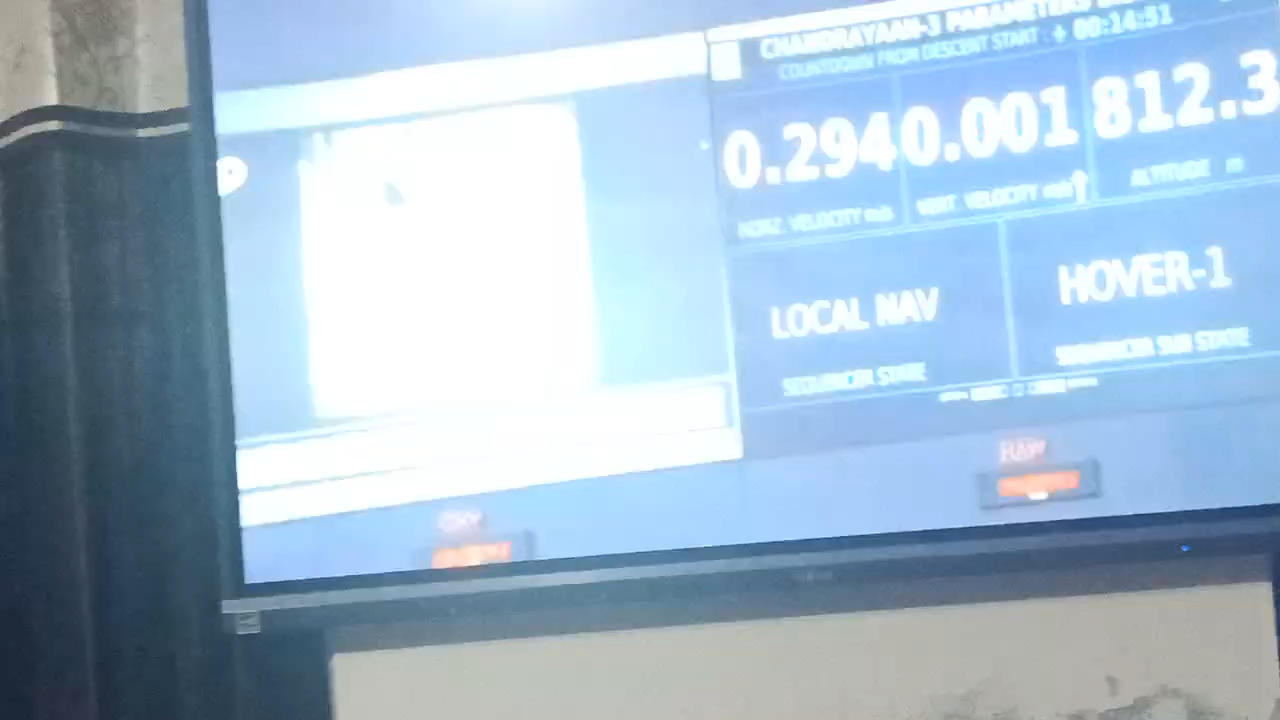 CHANDRAYAAN-3 PARAMETERS
COUNTDOWN FROM DESCENT START : + 00:14:51
0.294 0.001 812.3
HORZ. VELOCITY m/s VERT. VELOCITY m/s ALTITUDE m
LOCAL NAV HOVER-1
SEQUENCER STATE SEQUENCER SUB STATE